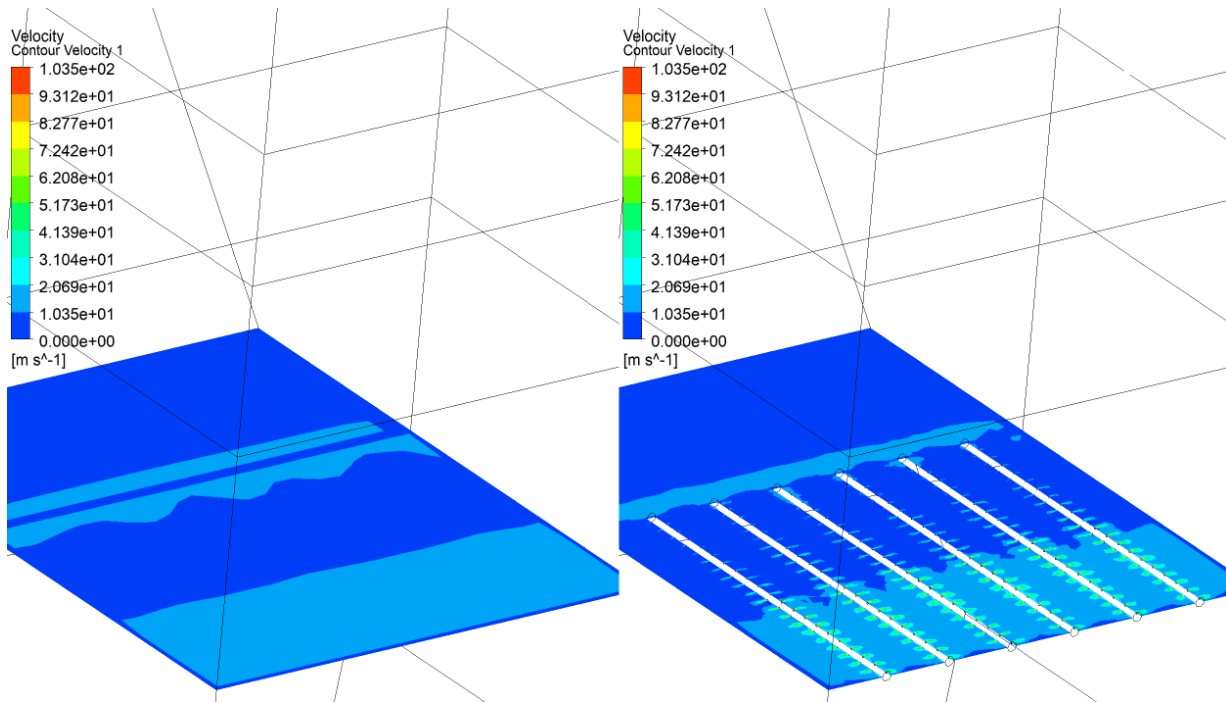 Velocity
Contour Velocity 1
1.035e+02
9.312e+01
8.277e+01
7.242e+01
6.208e+01
5.173e+01
4.139e+01
3.104e+01
2.069e+01
1.035e+01
0.000e+00
[m s^-1]
Velocity
Contour Velocity 1
1.035e+02
9.312e+01
8.277e+01
7.242e+01
6.208e+01
5.173e+01
4.139e+01
3.104e+01
2.069e+01
1.035e+01
0.000e+00
[m s^-1]